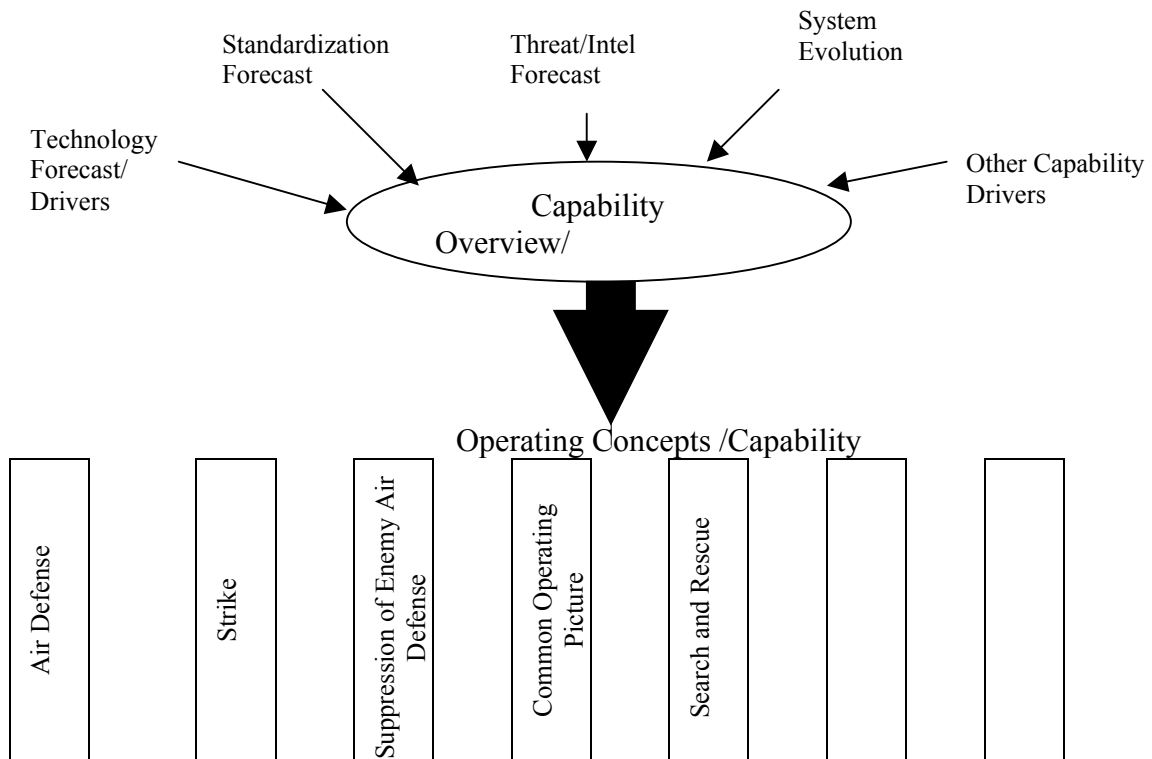 Standardization
Forecast
Threat/Intel
Forecast
System
Evolution
Technology
Forecast/
Drivers
Other Capability
Drivers
Capability
Overview/
Operating Concepts /Capability
Air Defense
Strike
Suppression of Enemy Air
Defense
Common Operating
Picture
Search and Rescue